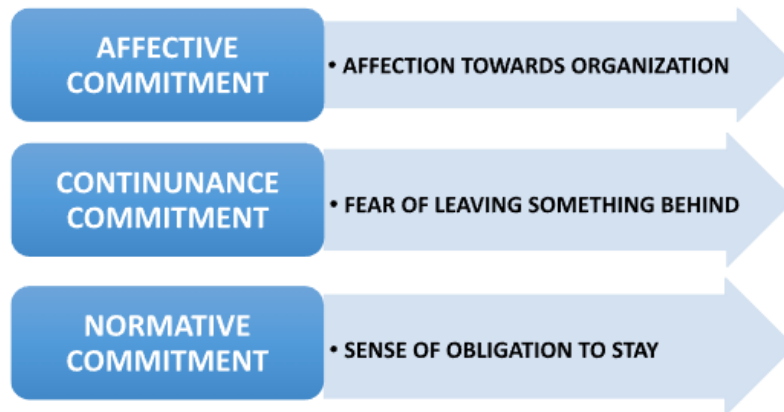 AFFECTIVE
COMMITMENT
• AFFECTION TOWARDS ORGANIZATION
CONTINUNANCE
COMMITMENT
• FEAR OF LEAVING SOMETHING BEHIND
NORMATIVE
COMMITMENT
• SENSE OF OBLIGATION TO STAY